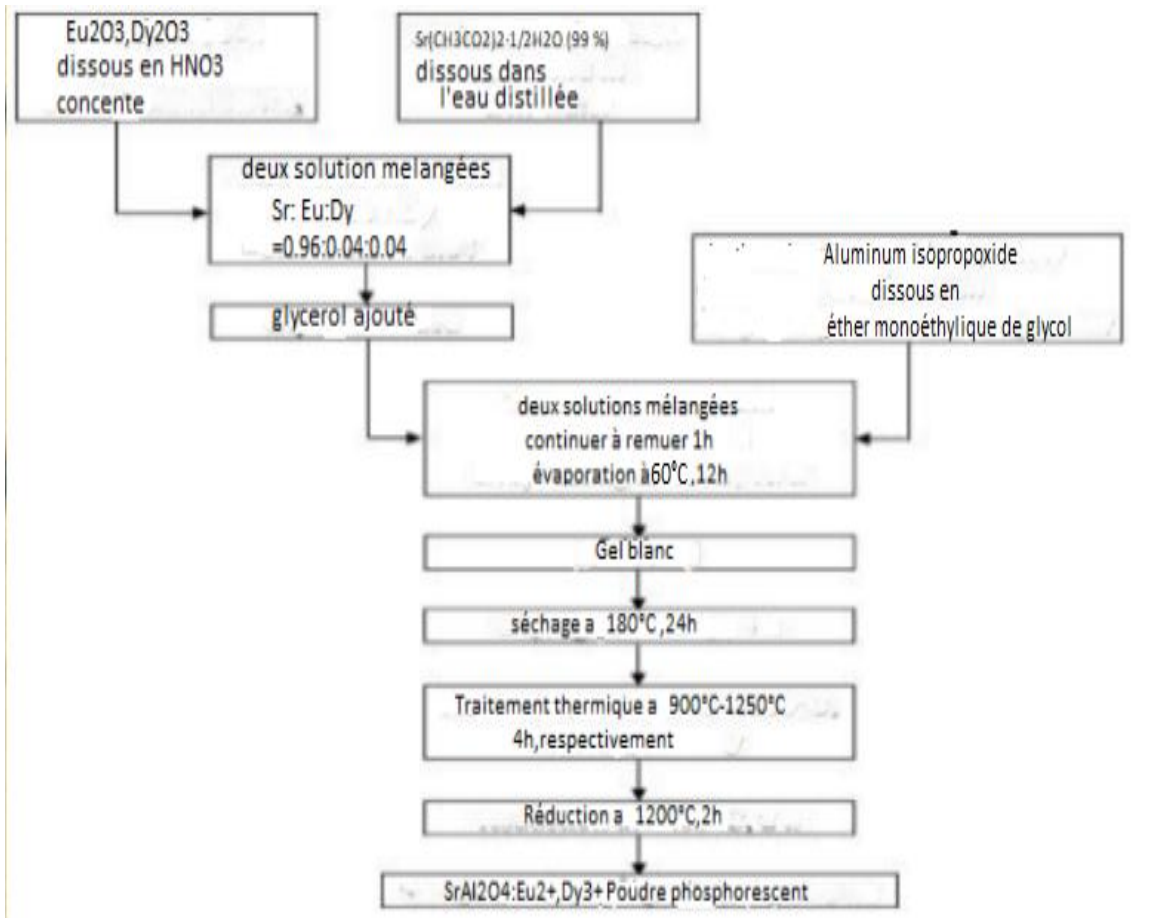 Eu2O3,Dy2O3
dissous en HNO3
concente
Sr(CH3CO2)2·1/2H2O (99 %)
dissous dans
l'eau distillée
deux solution melangées
Sr: Eu:Dy
=0.96:0.04:0.04
glycerol ajouté
Aluminum isopropoxide
dissous en
éther monoéthylique de glycol
deux solutions mélangées
continuer à remuer 1h
évaporation à60°C,12h
Gel blanc
séchage a 180°C,24h
Traitement thermique a 900°C-1250°C
4h,respectivement
Réduction a 1200°C,2h
SrAl2O4:Eu2+,Dy3+ Poudre phosphorescent